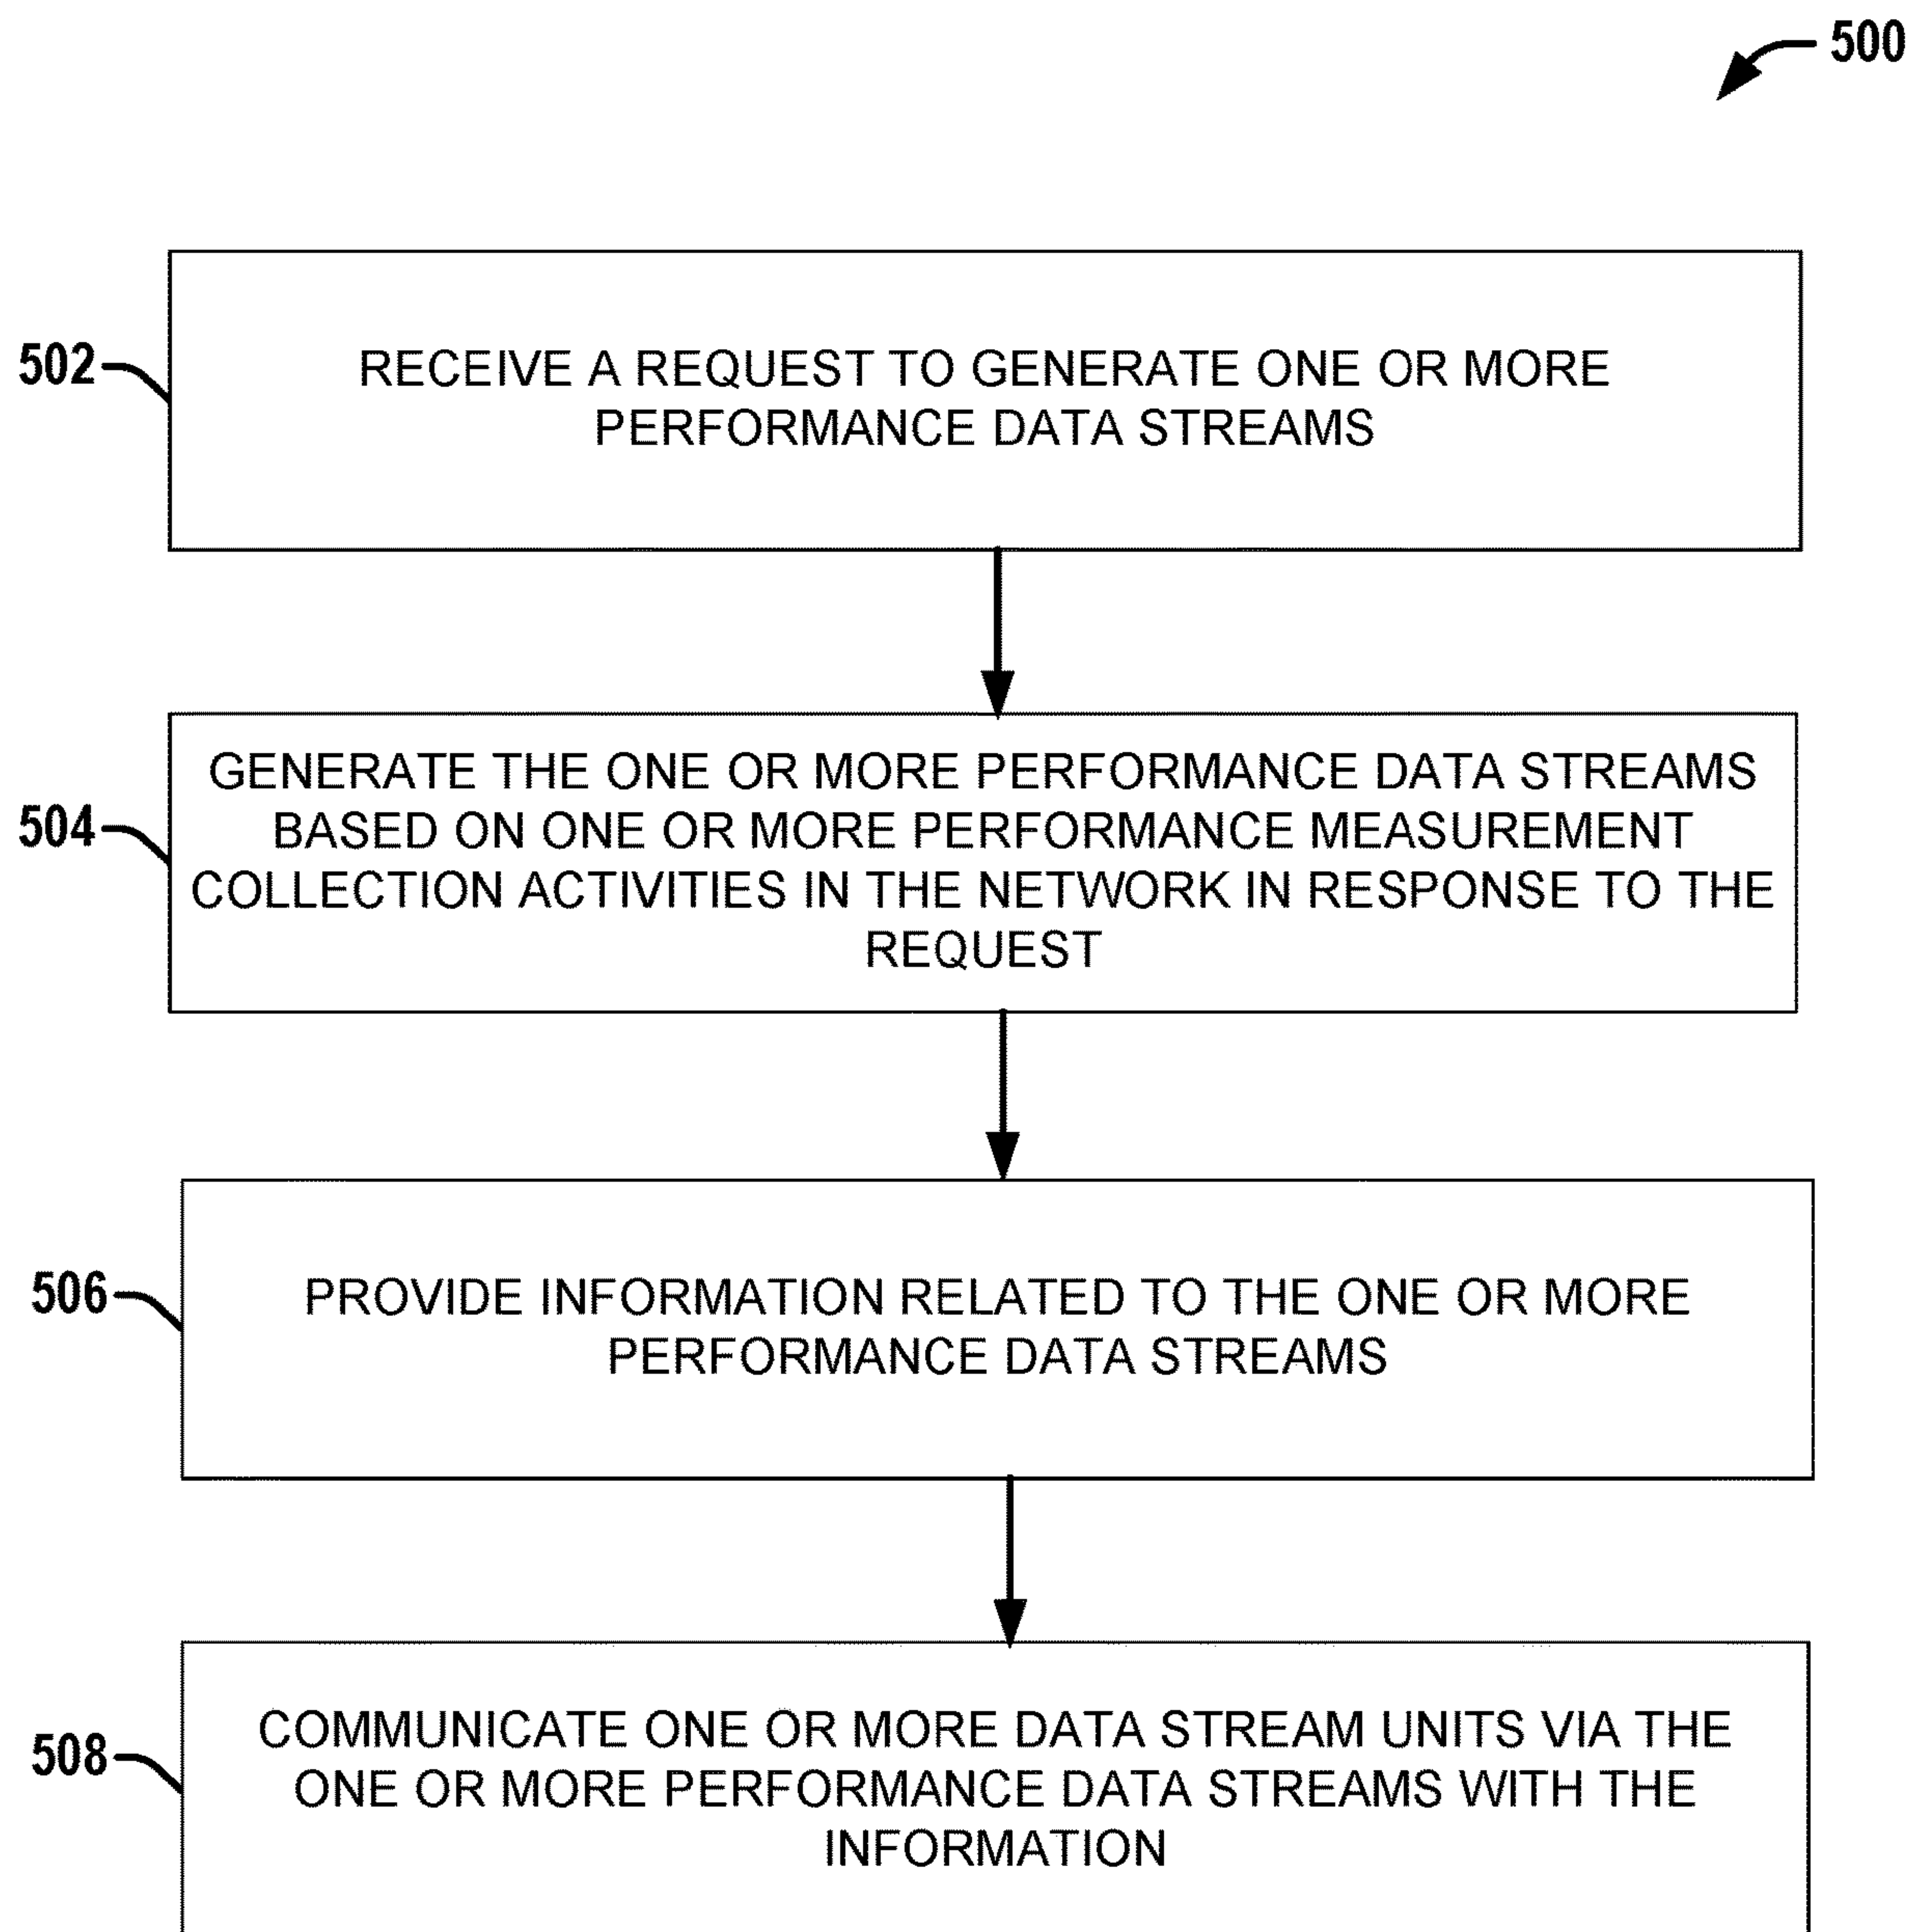 500
502
RECEIVE A REQUEST TO GENERATE ONE OR MORE
PERFORMANCE DATA STREAMS
504
GENERATE THE ONE OR MORE PERFORMANCE DATA STREAMS
BASED ON ONE OR MORE PERFORMANCE MEASUREMENT
COLLECTION ACTIVITIES IN THE NETWORK IN RESPONSE TO THE
REQUEST
506
PROVIDE INFORMATION RELATED TO THE ONE OR MORE
PERFORMANCE DATA STREAMS
508
COMMUNICATE ONE OR MORE DATA STREAM UNITS VIA THE
ONE OR MORE PERFORMANCE DATA STREAMS WITH THE
INFORMATION